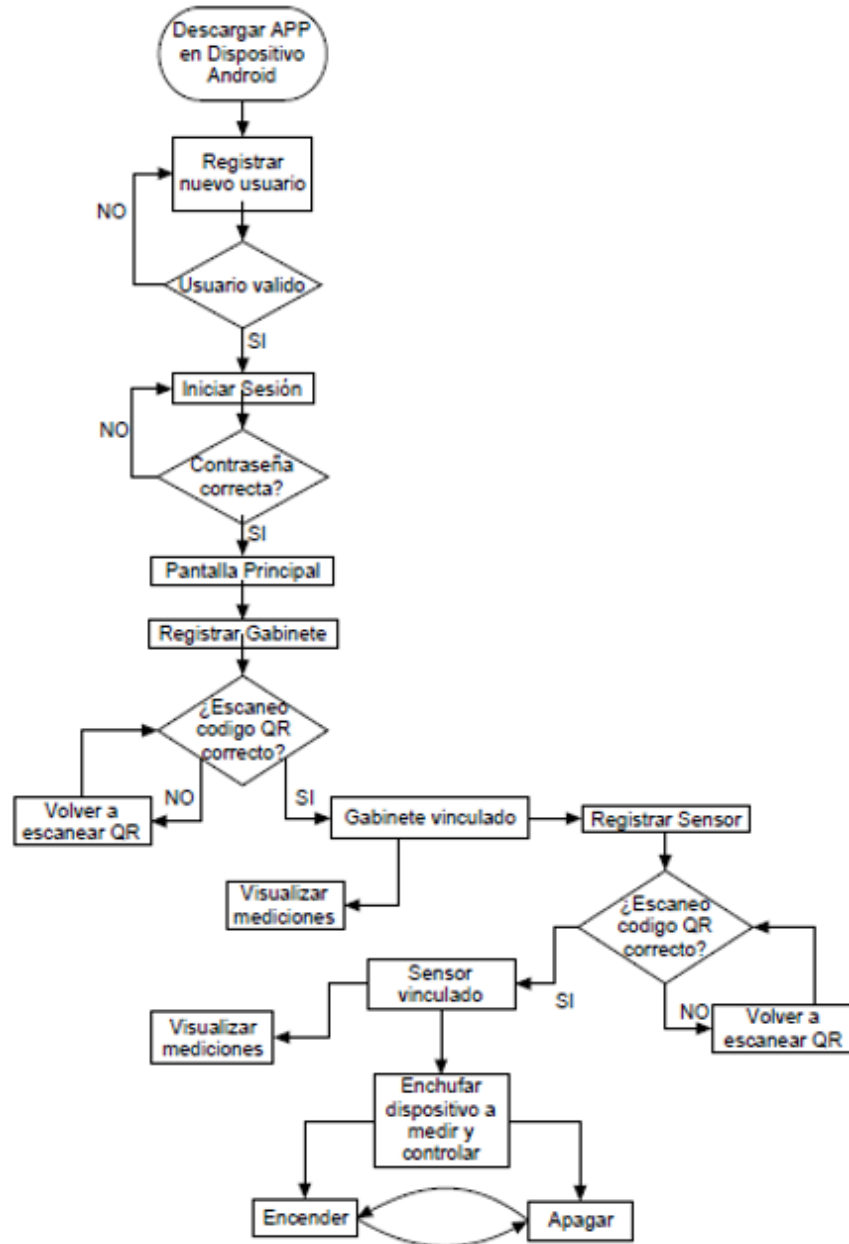 Descargar APP
en Dispositivo
Android
Registrar
nuevo usuario
NO
Usuario valido
SI
Iniciar Sesión
NO
Contraseña
correcta?
SI
Pantalla Principal
Registrar Gabinete
¿Escaneo
codigo QR
correcto?
NO
SI
Volver a
escanear QR
Gabinete vinculado
Registrar Sensor
Visualizar
mediciones
¿Escaneo
codigo QR
correcto?
Sensor
vinculado
SI
NO
Volver a
escanear QR
Visualizar
mediciones
Enchufar
dispositivo a
medir y
controlar
Encender
Apagar